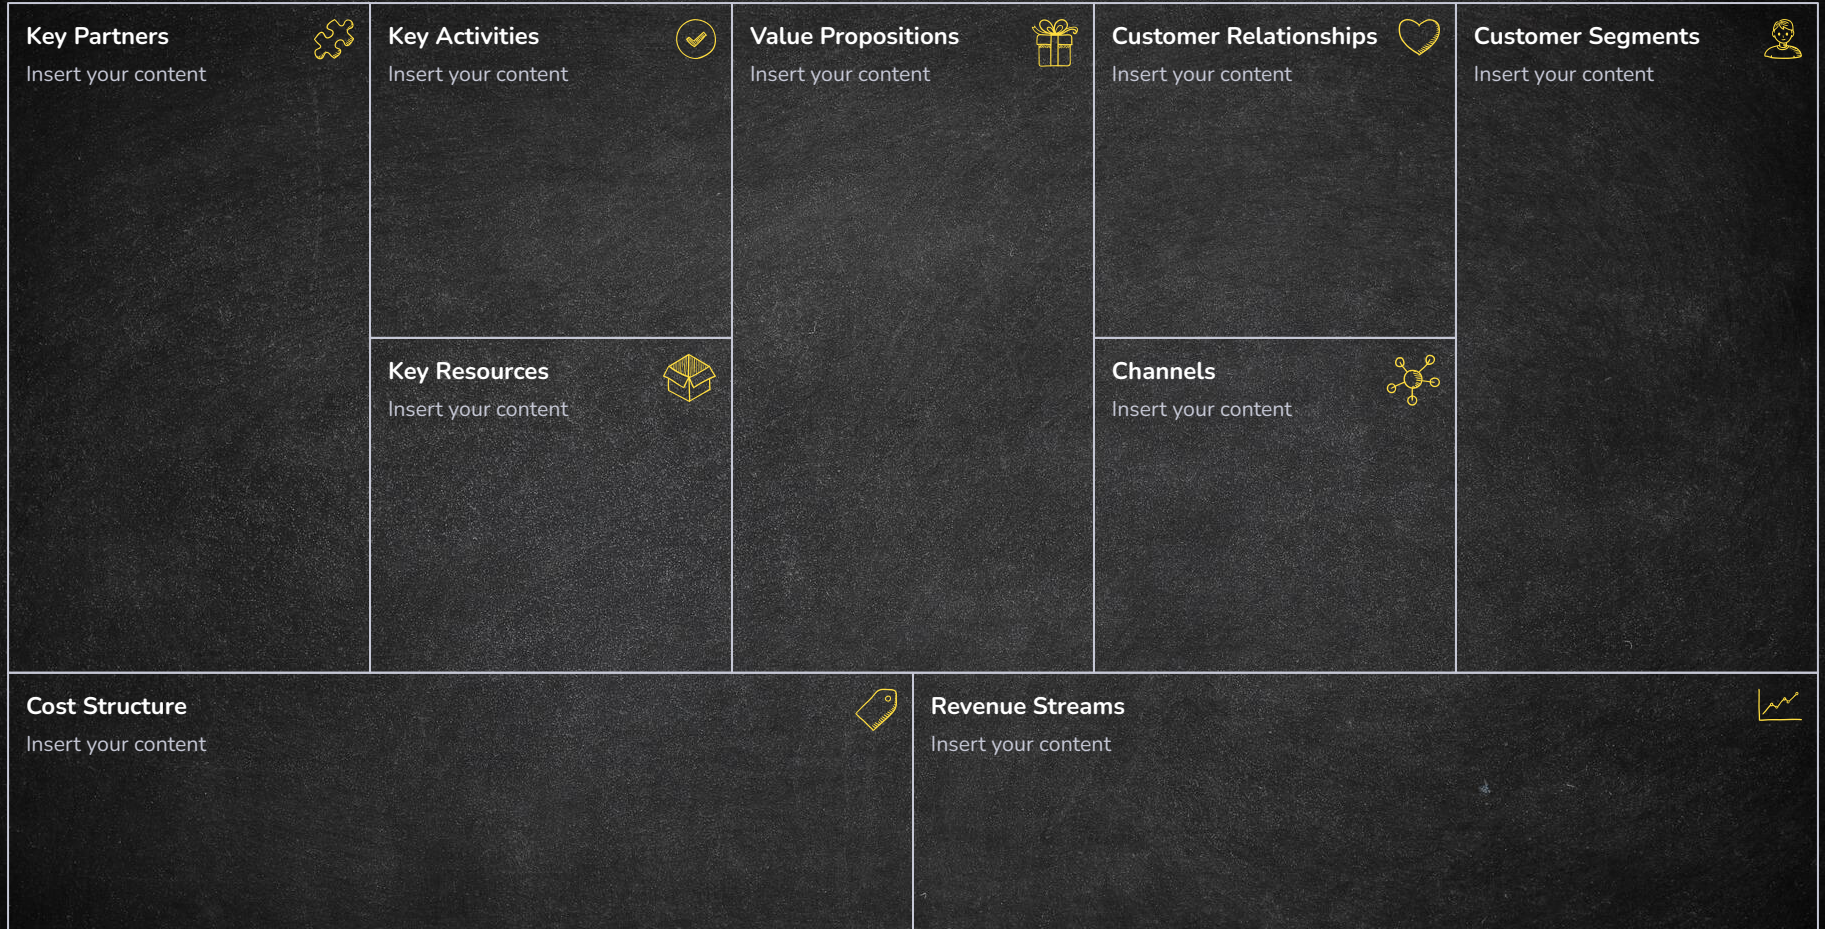 Key Partners
Insert your content
Key Activities
Insert your content
Key Resources
Insert your content
Value Propositions
Insert your content
Customer Relationships
Insert your content
Channels
Insert your content
Customer Segments
Insert your content
Cost Structure
Insert your content
Revenue Streams
Insert your content